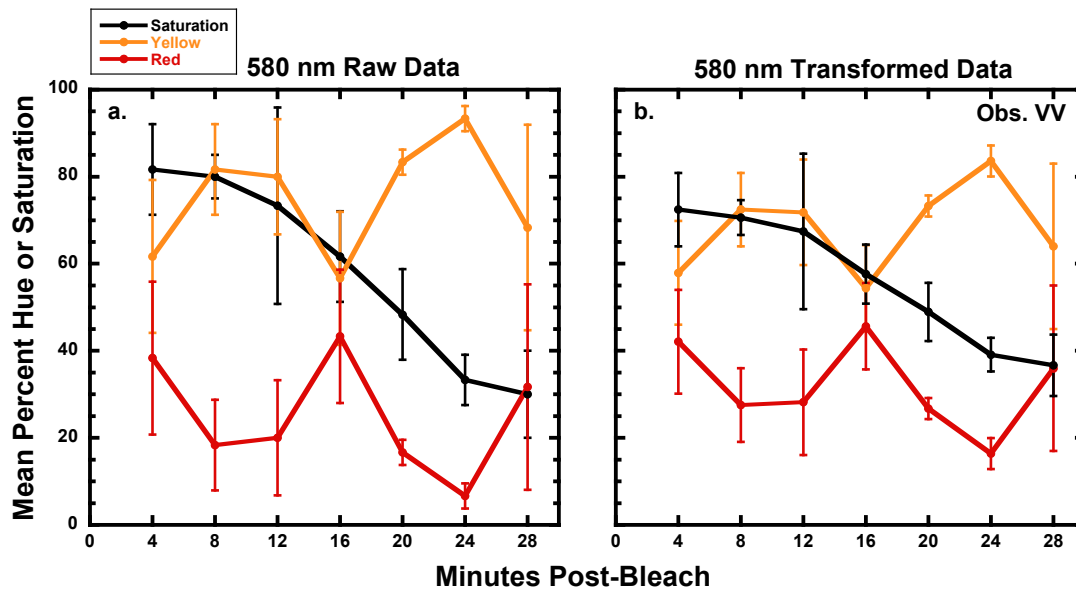 Saturation
Yellow
Red
580 nm Raw Data
580 nm Transformed Data
Mean Percent Hue or Saturation
100
80
60
40
20
0
a.
b.
Obs. VV
0 4 8 12 16 20 24 28
0 4 8 12 16 20 24 28
Minutes Post-Bleach